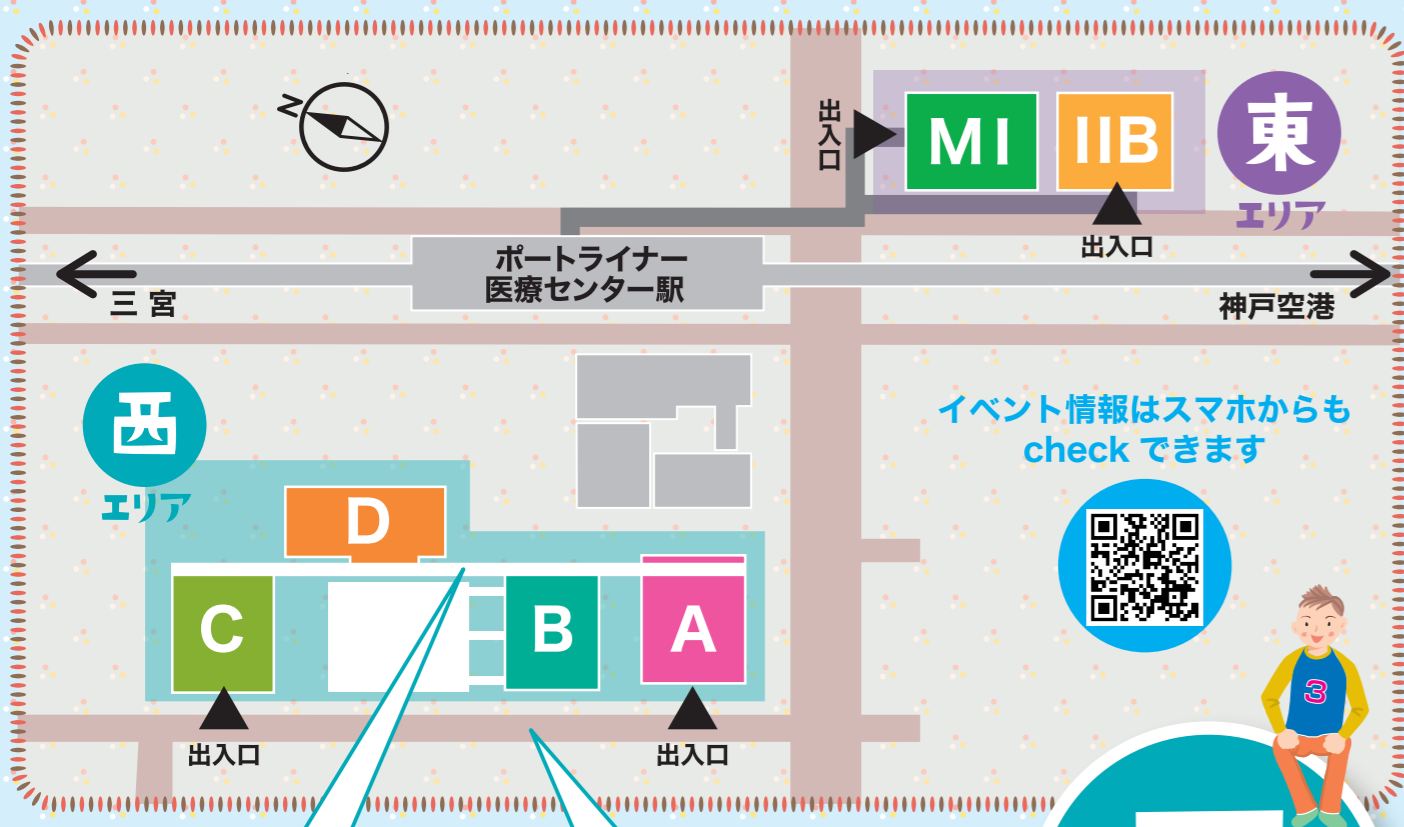 N
出入口
MI
IIB
東
エリア
出入口
ポートライナー
医療センター駅
三宮
神戸空港
西
エリア
イベント情報はスマホからも
check できます
D
C
B
A
3
出入口
出入口